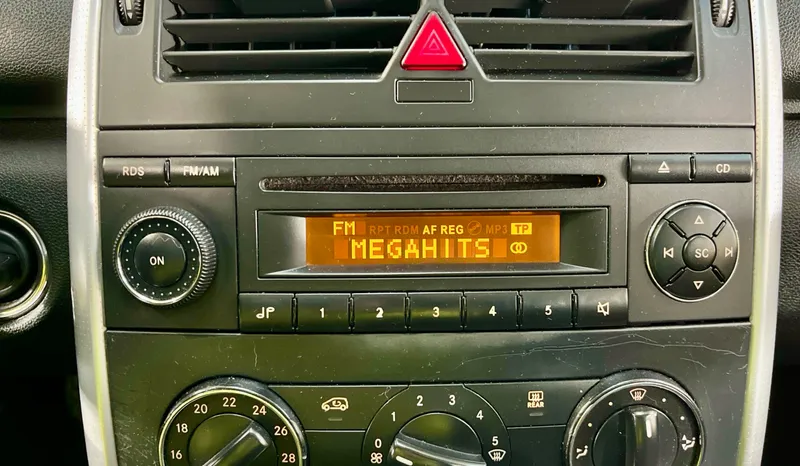 RDS FM/AM CD
FM RPT RDM AF REG MP3 TP
MEGAHITS
ON SC
1 2 3 4 5
20 22 24
18 26
16 28
REAR
0 1 2 3 4 5